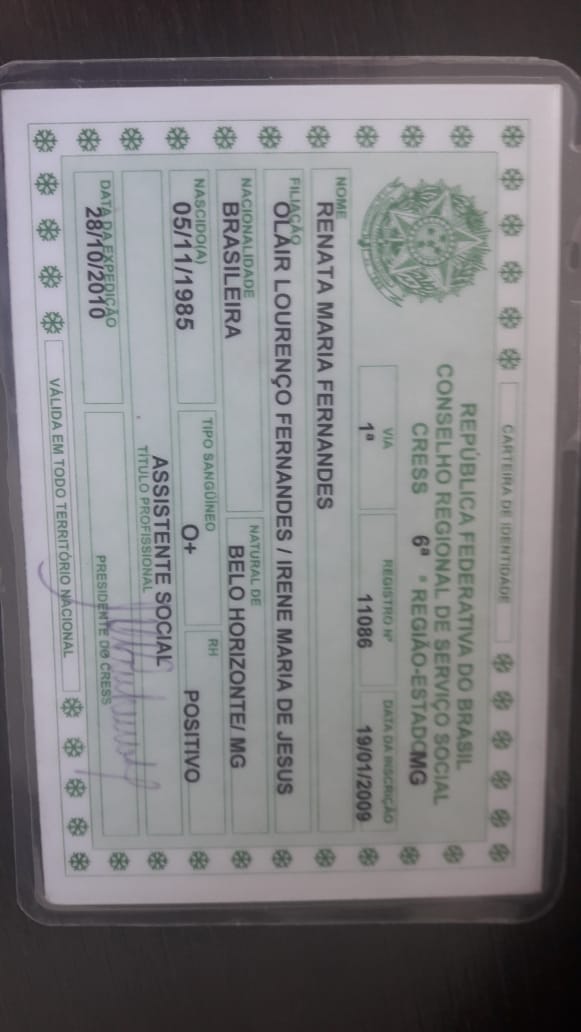 CARTEIRA DE IDENTIDADE
REPÚBLICA FEDERATIVA DO BRASIL
CONSELHO REGIONAL DE SERVIÇO SOCIAL
CRESS 6ª ª REGIÃO-ESTADO MG
VIA REGISTRO Nº DATA DA INSCRIÇÃO
1ª 11086 19/01/2009
NOME
RENATA MARIA FERNANDES
FILIAÇÃO
OLAIR LOURENÇO FERNANDES / IRENE MARIA DE JESUS
NACIONALIDADE NATURAL DE
BRASILEIRA BELO HORIZONTE/ MG
NASCIDO(A) TIPO SANGÜÍNEO RH
05/11/1985 O+ POSITIVO
ASSISTENTE SOCIAL
TÍTULO PROFISSIONAL
DATA DA EXPEDIÇÃO
28/10/2010
PRESIDENTE DO CRESS
VÁLIDA EM TODO TERRITÓRIO NACIONAL